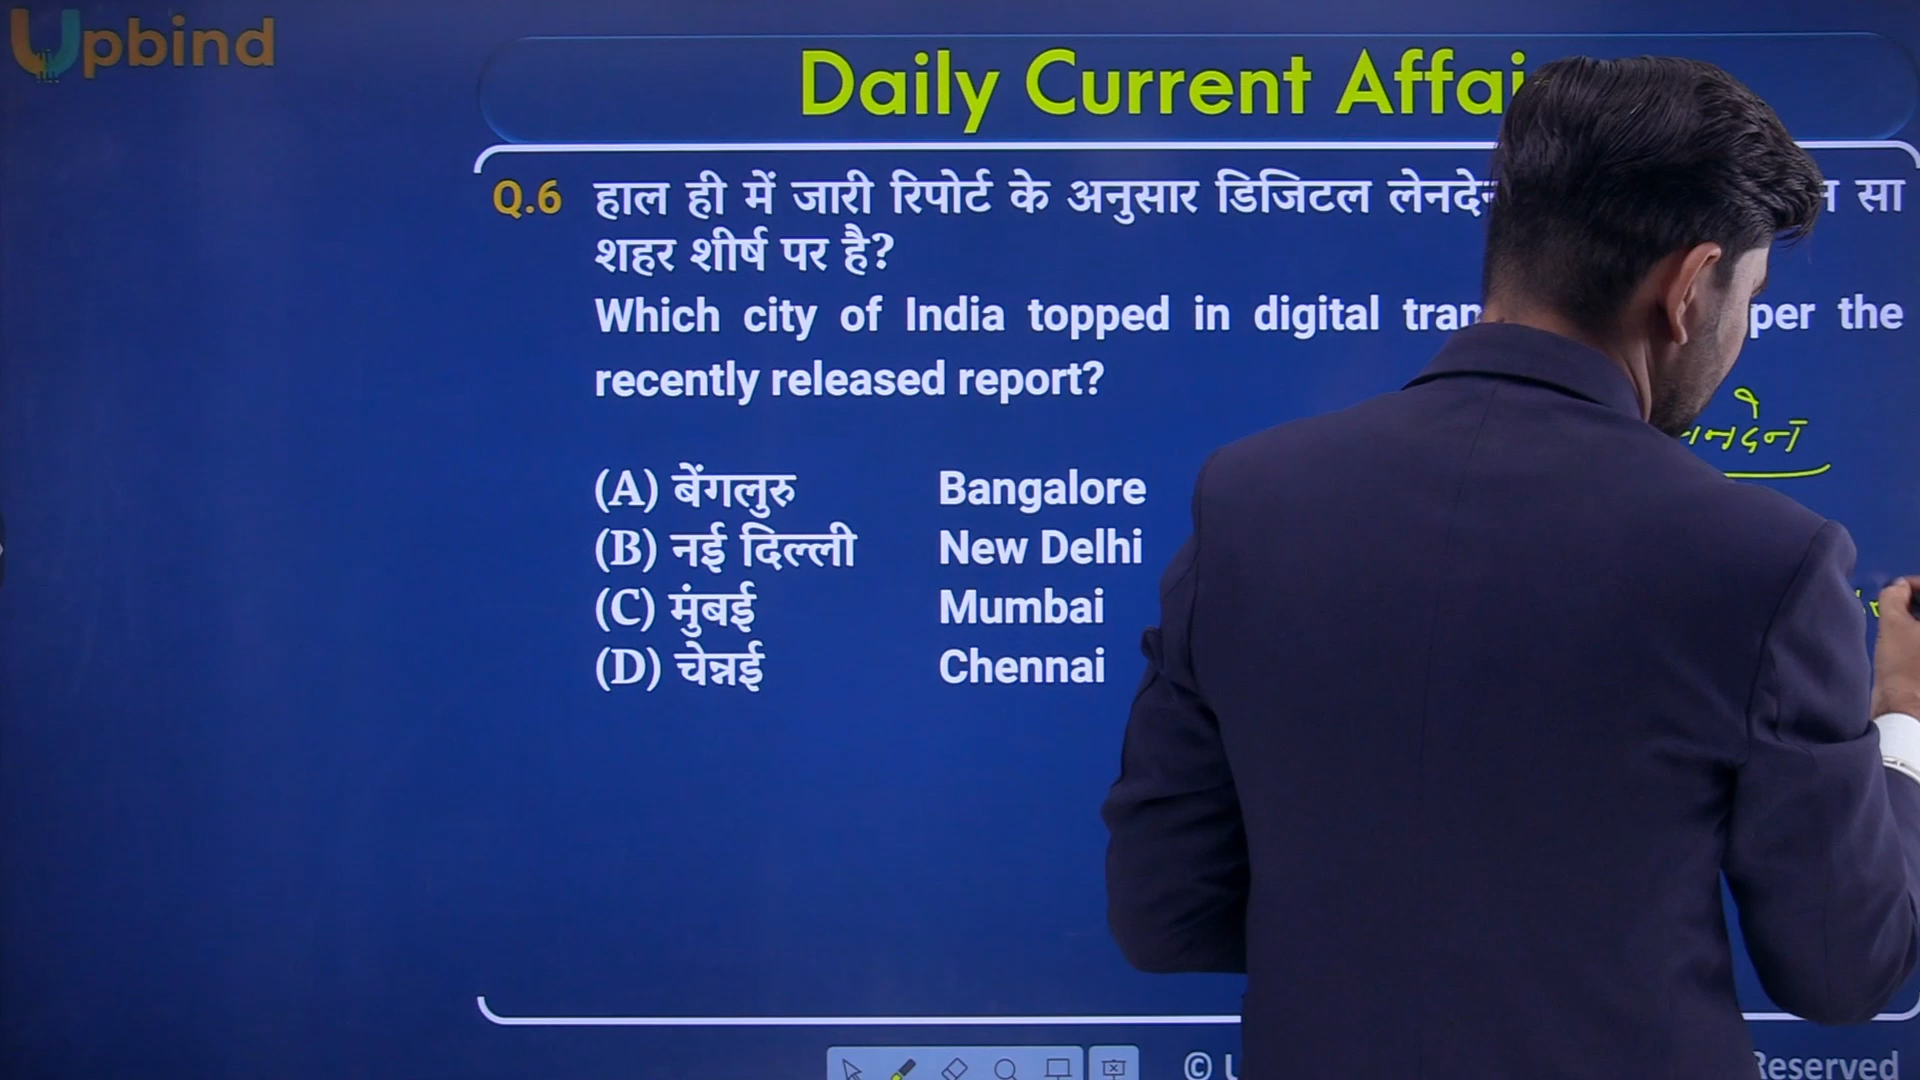 Upbind
Daily Current Affai
Q.6 हाल ही में जारी रिपोर्ट के अनुसार डिजिटल लेनदेन सा
शहर शीर्ष पर है?
Which city of India topped in digital tran per the
recently released report?
(A) बेंगलुरु Bangalore
(B) नई दिल्ली New Delhi
(C) मुंबई Mumbai
(D) चेन्नई Chennai
© U Reserved